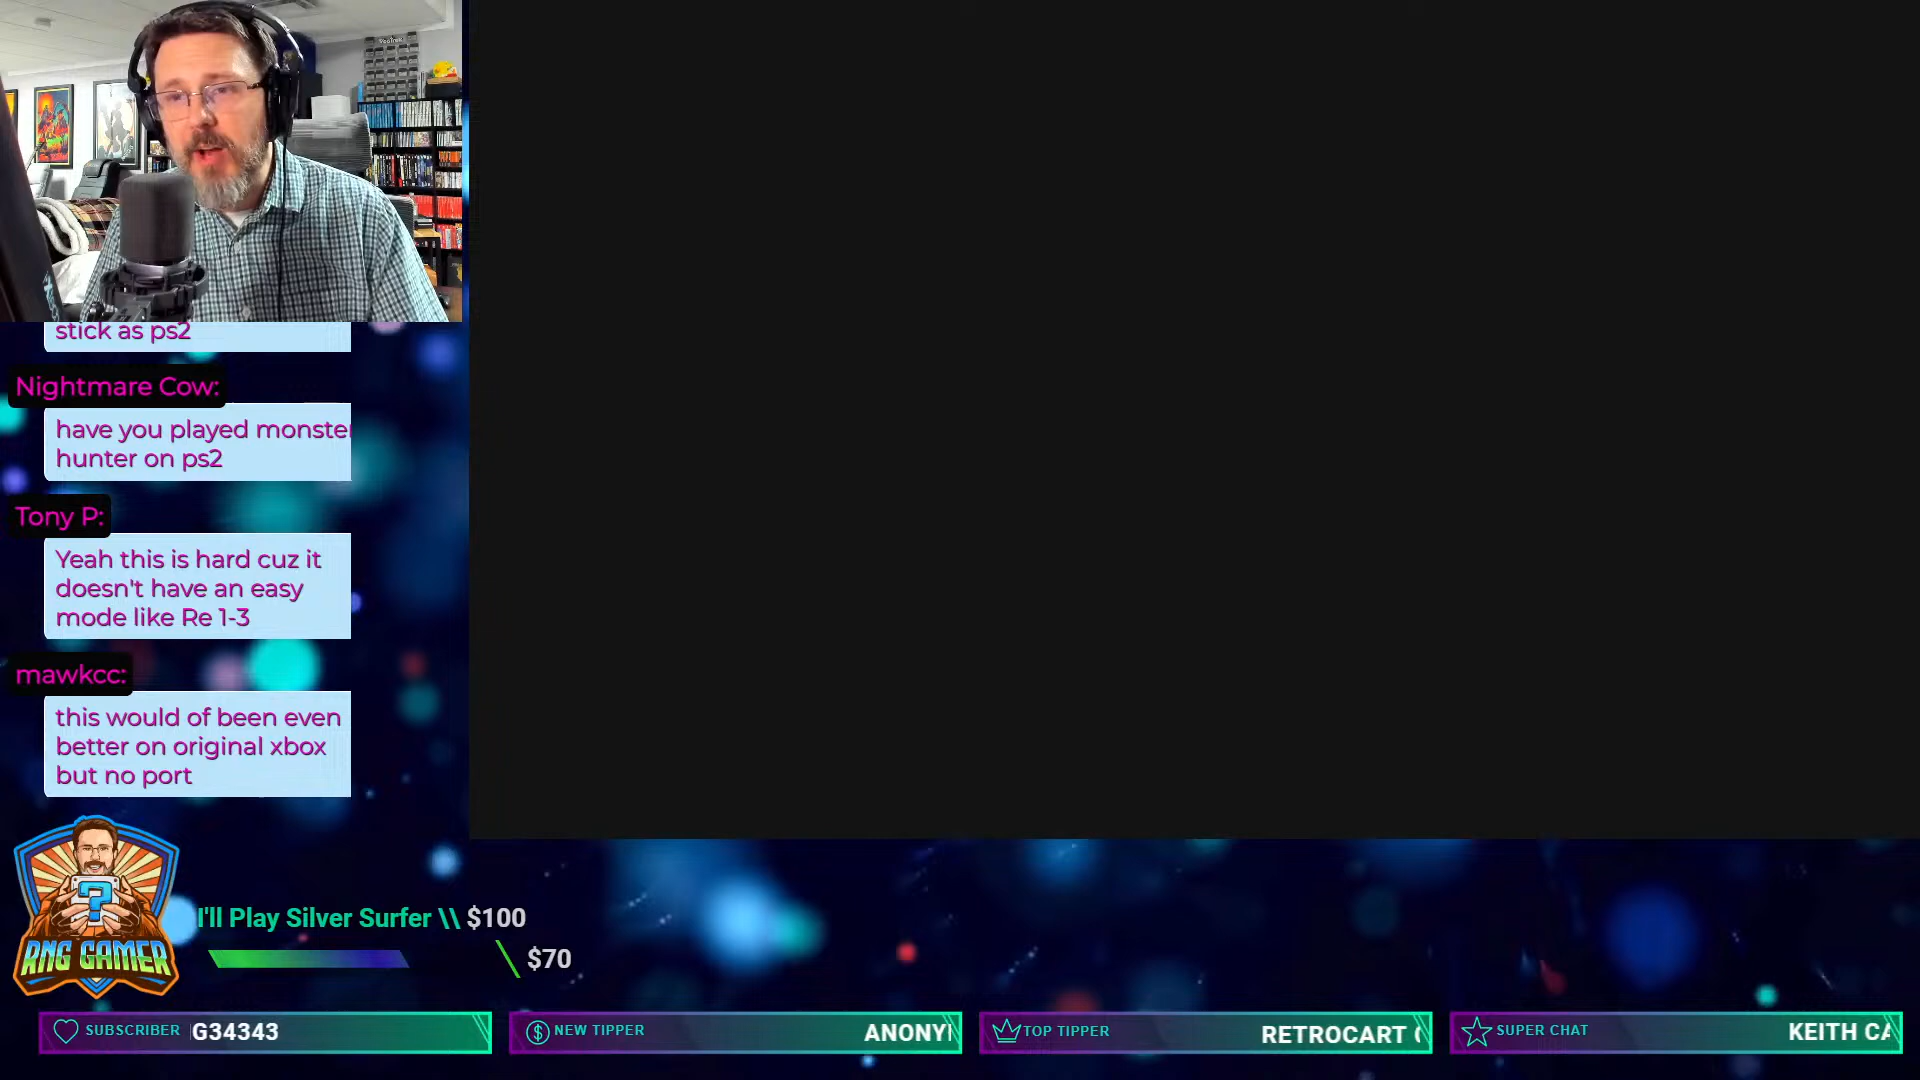 stick as ps2
Nightmare Cow:
have you played monster
hunter on ps2
Tony P:
Yeah this is hard cuz it
doesn't have an easy
mode like Re 1-3
mawkcc:
this would of been even
better on original xbox
but no port
?
RNG GAMER
I'll Play Silver Surfer \\ $100
$70
SUBSCRIBER G34343
NEW TIPPER
TOP TIPPER RETROCART
SUPER CHAT KEITH